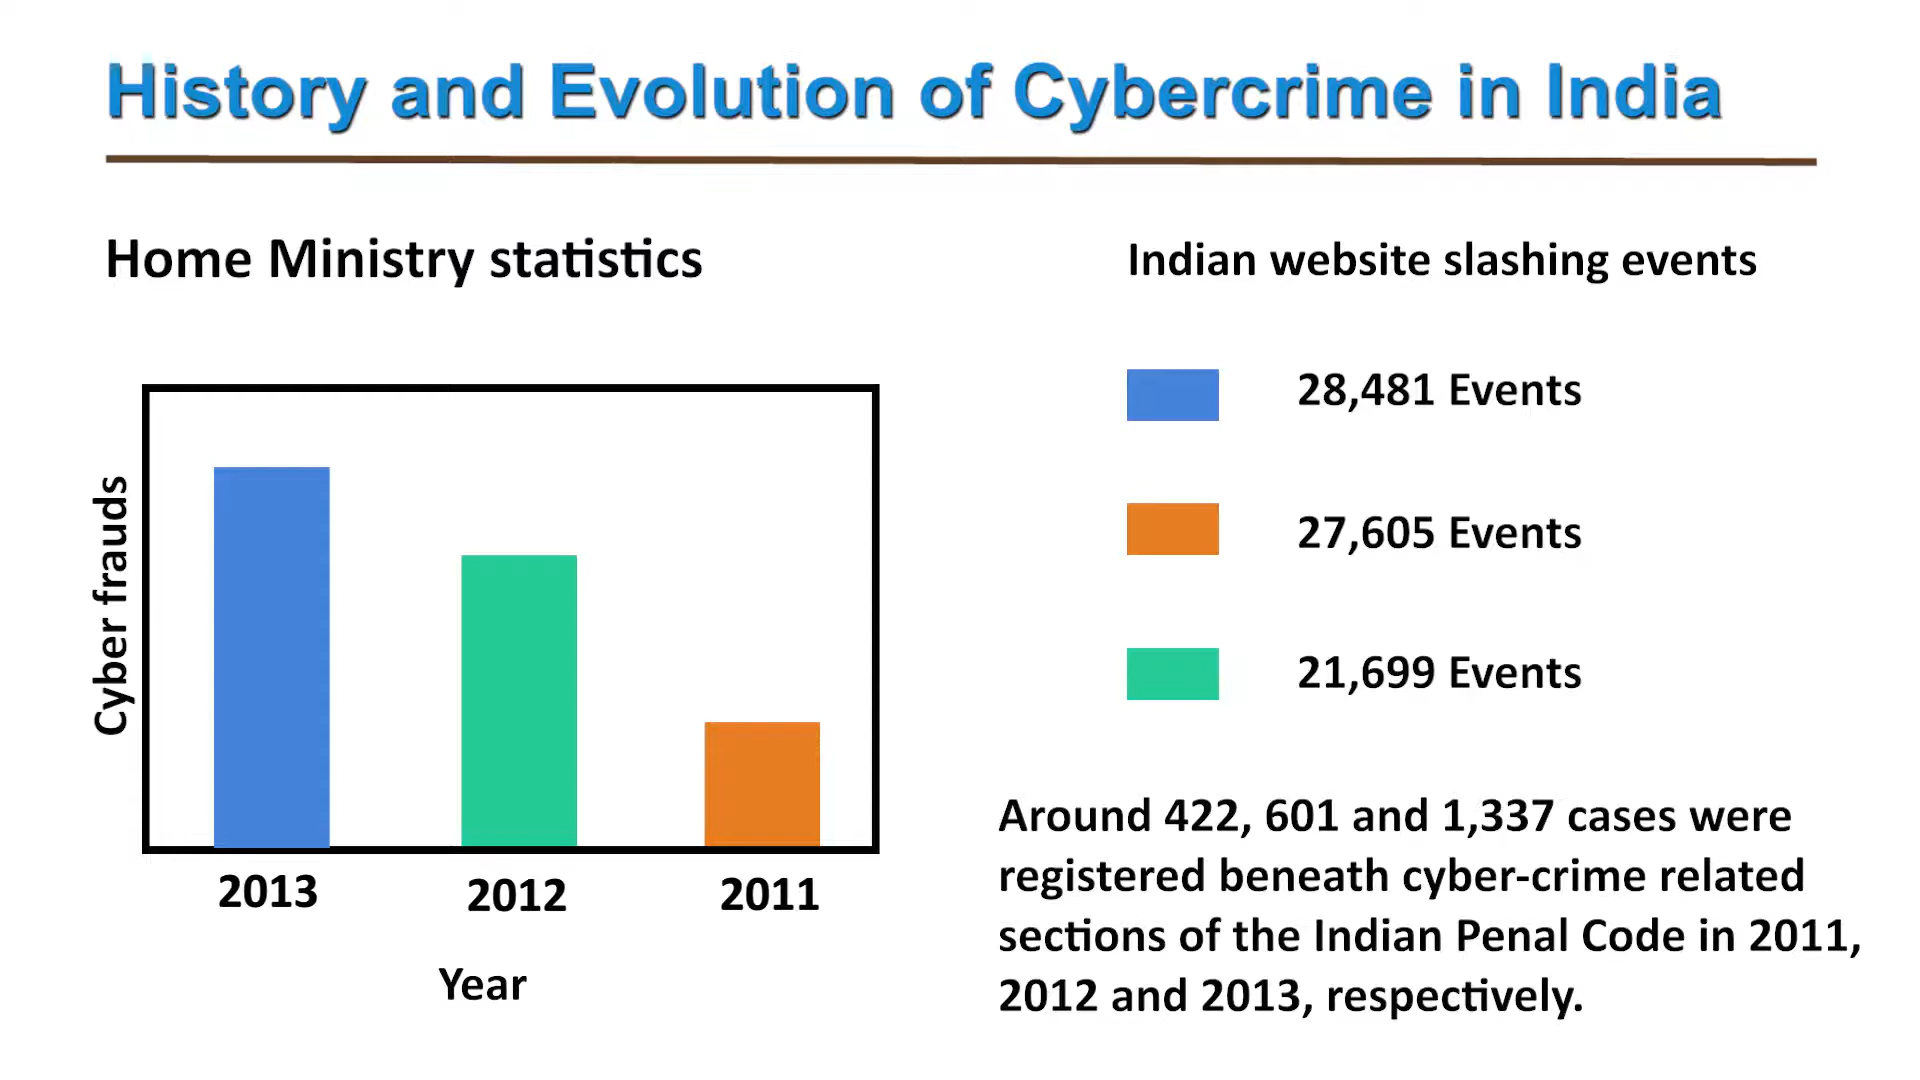 History and Evolution of Cybercrime in India
Home Ministry statistics
Cyber frauds
2013
2012
2011
Year
Indian website slashing events
28,481 Events
27,605 Events
21,699 Events
Around 422, 601 and 1,337 cases were
registered beneath cyber-crime related
sections of the Indian Penal Code in 2011,
2012 and 2013, respectively.